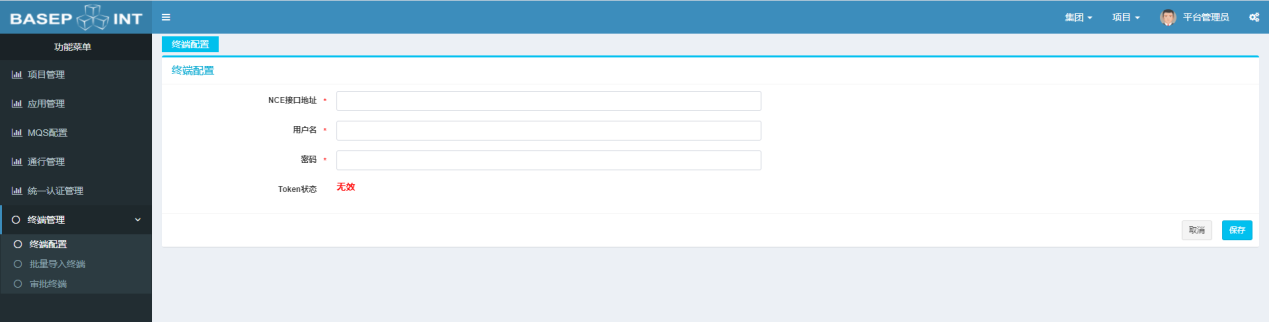 BASEP INT
集团
项目
平台管理员
功能菜单
项目管理
应用管理
MQS配置
通行管理
统一认证管理
终端管理
终端配置
批量导入终端
审批终端
终端配置
终端配置
NCE接口地址 *
用户名 *
密码 *
Token状态 无效
取消 保存